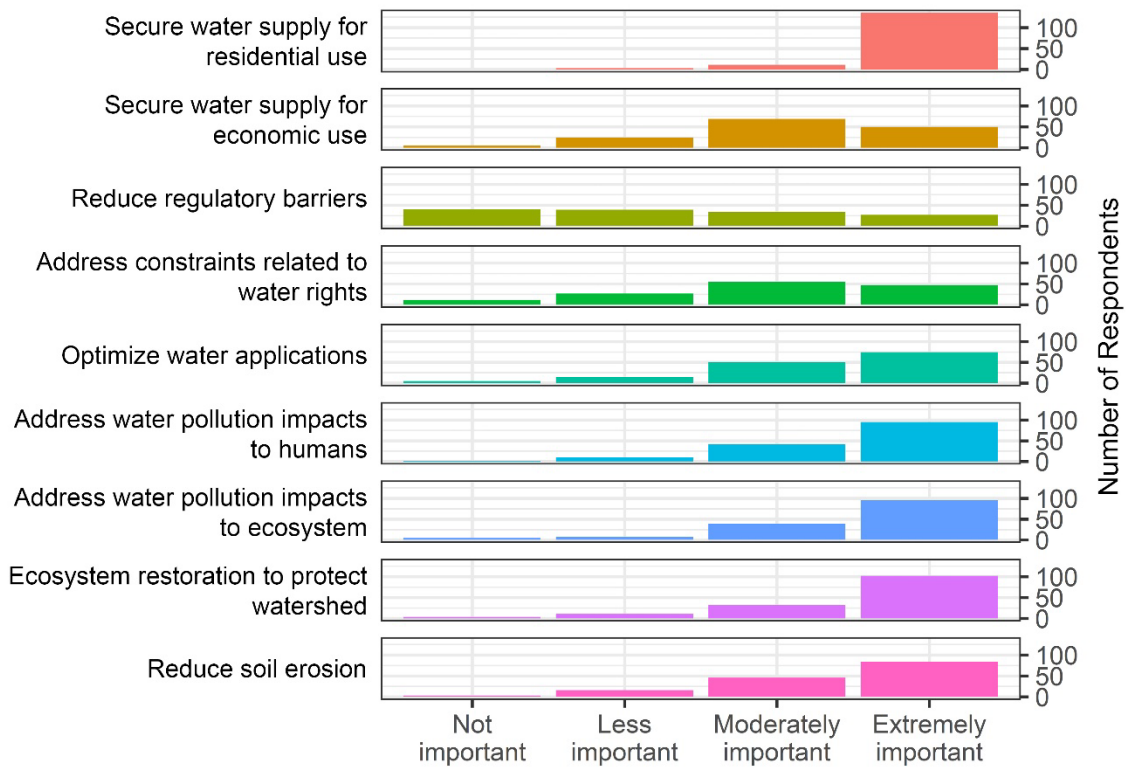 Secure water supply for
residential use
100
50
0
Secure water supply for
economic use
100
50
0
Reduce regulatory barriers
100
50
0
Address constraints related to
water rights
100
50
0
Optimize water applications
100
50
0
Address water pollution impacts
to humans
100
50
0
Address water pollution impacts
to ecosystem
100
50
0
Ecosystem restoration to protect
watershed
100
50
0
Reduce soil erosion
100
50
0
Number of Respondents
Not
important
Less
important
Moderately
important
Extremely
important